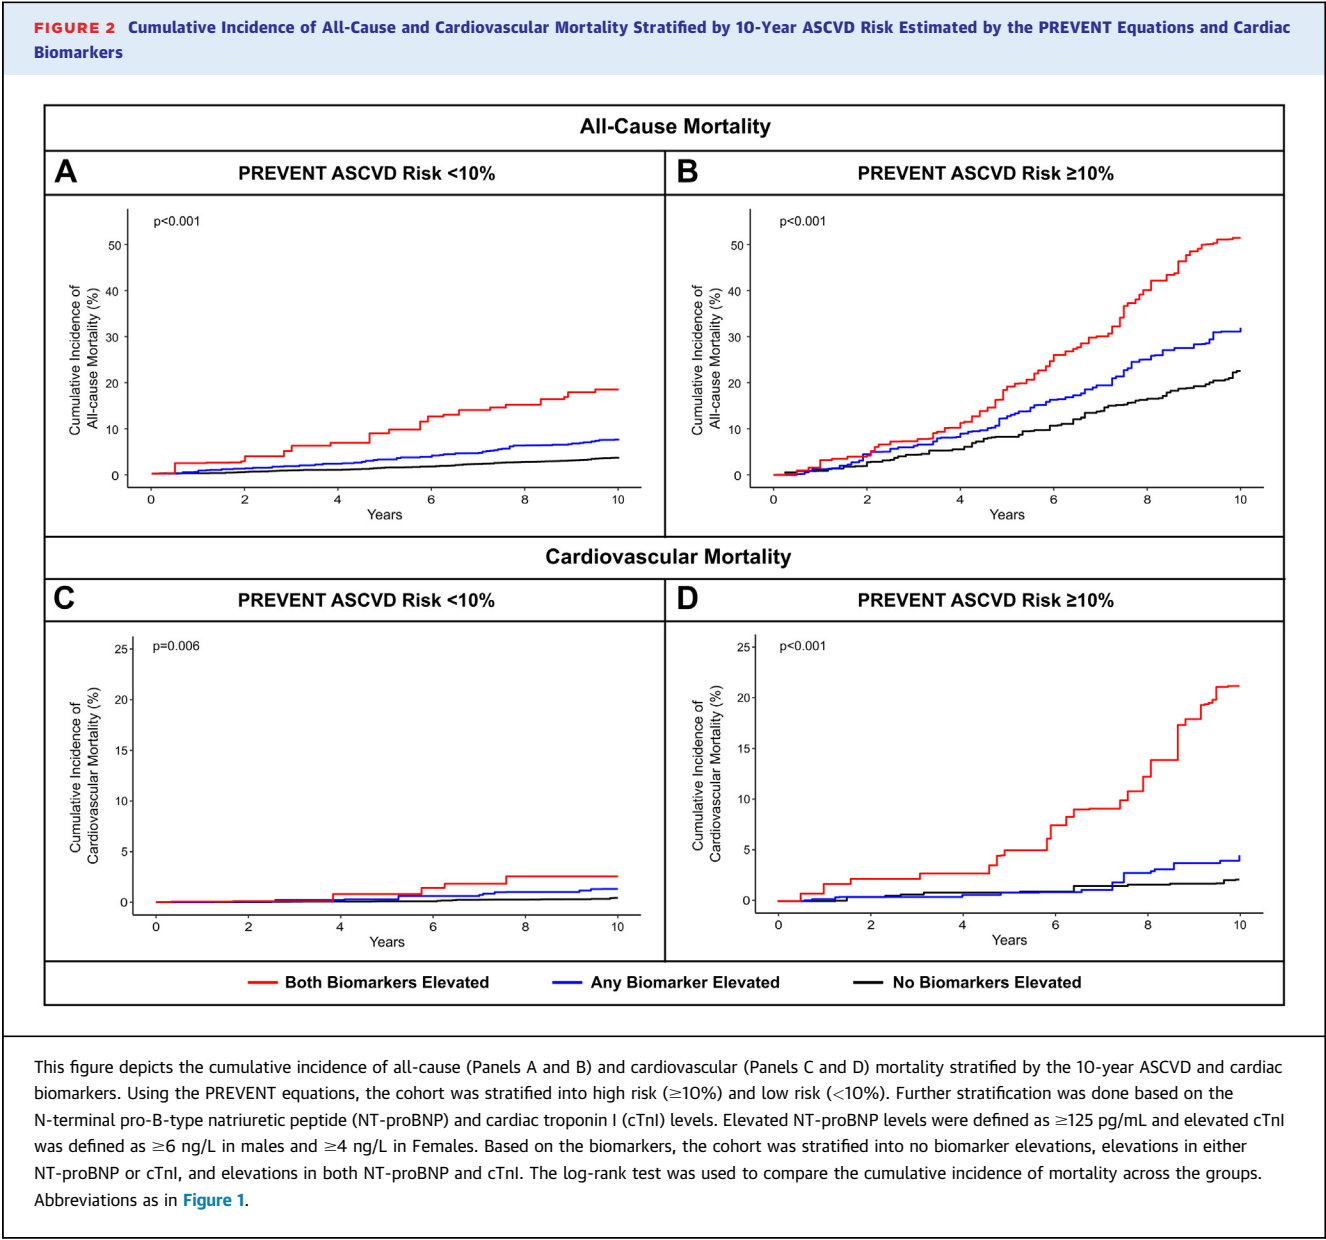 FIGURE 2 Cumulative Incidence of All-Cause and Cardiovascular Mortality Stratified by 10-Year ASCVD Risk Estimated by the PREVENT Equations and Cardiac
Biomarkers
All-Cause Mortality
A PREVENT ASCVD Risk <10%
p<0.001
Cumulative Incidence of
All-cause Mortality (%)
50
40
30
20
10
0
0 2 4 6 8 10
Years
B PREVENT ASCVD Risk ≥10%
p<0.001
Cumulative Incidence of
All-cause Mortality (%)
50
40
30
20
10
0
0 2 4 6 8 10
Years
Cardiovascular Mortality
C PREVENT ASCVD Risk <10%
p=0.006
Cumulative Incidence of
Cardiovascular Mortality (%)
25
20
15
10
5
0
0 2 4 6 8 10
Years
D PREVENT ASCVD Risk ≥10%
p<0.001
Cumulative Incidence of
Cardiovascular Mortality (%)
25
20
15
10
5
0
0 2 4 6 8 10
Years
Both Biomarkers Elevated Any Biomarker Elevated No Biomarkers Elevated
This figure depicts the cumulative incidence of all-cause (Panels A and B) and cardiovascular (Panels C and D) mortality stratified by the 10-year ASCVD and cardiac
biomarkers. Using the PREVENT equations, the cohort was stratified into high risk (≥10%) and low risk (<10%). Further stratification was done based on the
N-terminal pro-B-type natriuretic peptide (NT-proBNP) and cardiac troponin I (cTnI) levels. Elevated NT-proBNP levels were defined as ≥125 pg/mL and elevated cTnI
was defined as ≥6 ng/L in males and ≥4 ng/L in Females. Based on the biomarkers, the cohort was stratified into no biomarker elevations, elevations in either
NT-proBNP or cTnI, and elevations in both NT-proBNP and cTnI. The log-rank test was used to compare the cumulative incidence of mortality across the groups.
Abbreviations as in Figure 1.